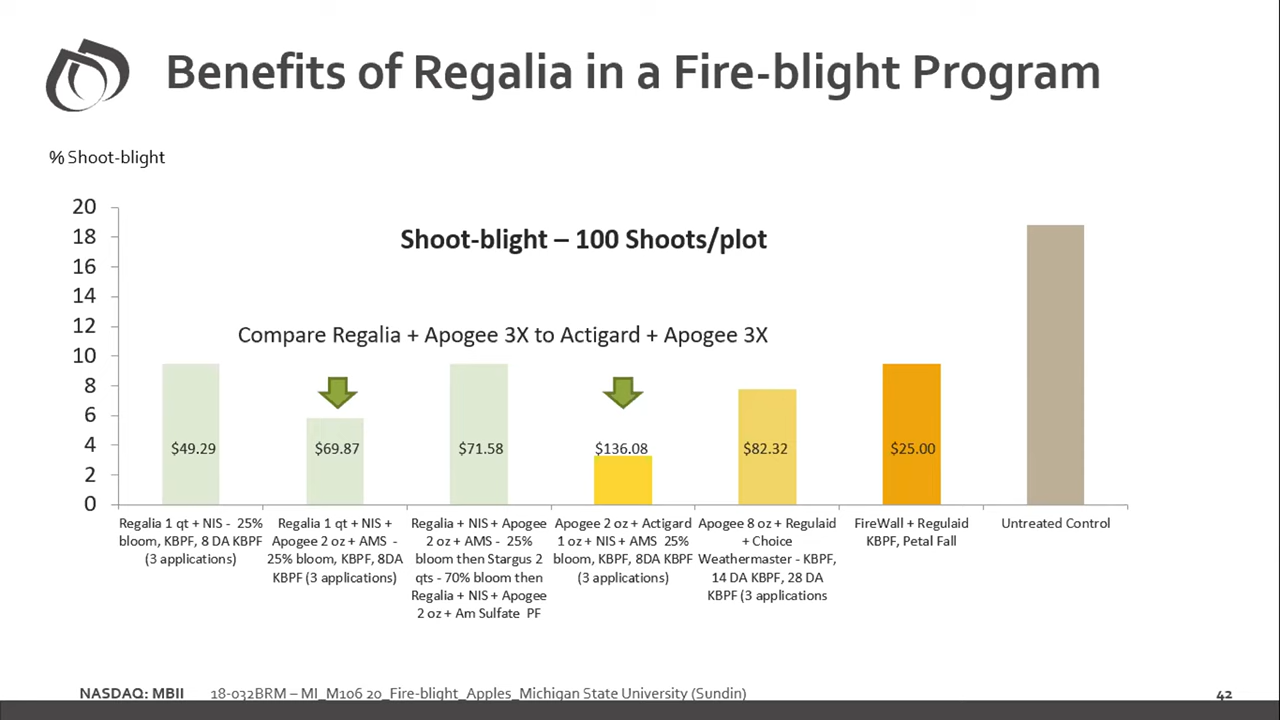 Benefits of Regalia in a Fire-blight Program
% Shoot-blight
20
18
16
14
12
10
8
6
4
2
0
Shoot-blight – 100 Shoots/plot
Compare Regalia + Apogee 3X to Actigard + Apogee 3X
$49.29
$69.87
$71.58
$136.08
$82.32
$25.00
Regalia 1 qt + NIS - 25%
bloom, KBPF, 8 DA KBPF
(3 applications)
Regalia 1 qt + NIS +
Apogee 2 oz + AMS -
25% bloom, KBPF, 8DA
KBPF (3 applications)
Regalia + NIS + Apogee
2 oz + AMS - 25%
bloom then Stargus 2
qts - 70% bloom then
Regalia + NIS + Apogee
2 oz + Am Sulfate PF
Apogee 2 oz + Actigard
1 oz + NIS + AMS 25%
bloom, KBPF, 8DA KBPF
(3 applications)
Apogee 8 oz + Regulaid
+ Choice
Weathermaster - KBPF,
14 DA KBPF, 28 DA
KBPF (3 applications
FireWall + Regulaid
KBPF, Petal Fall
Untreated Control
NASDAQ: MBII
18-032BRM – MI_M106 20_Fire-blight_Apples_Michigan State University (Sundin)
42